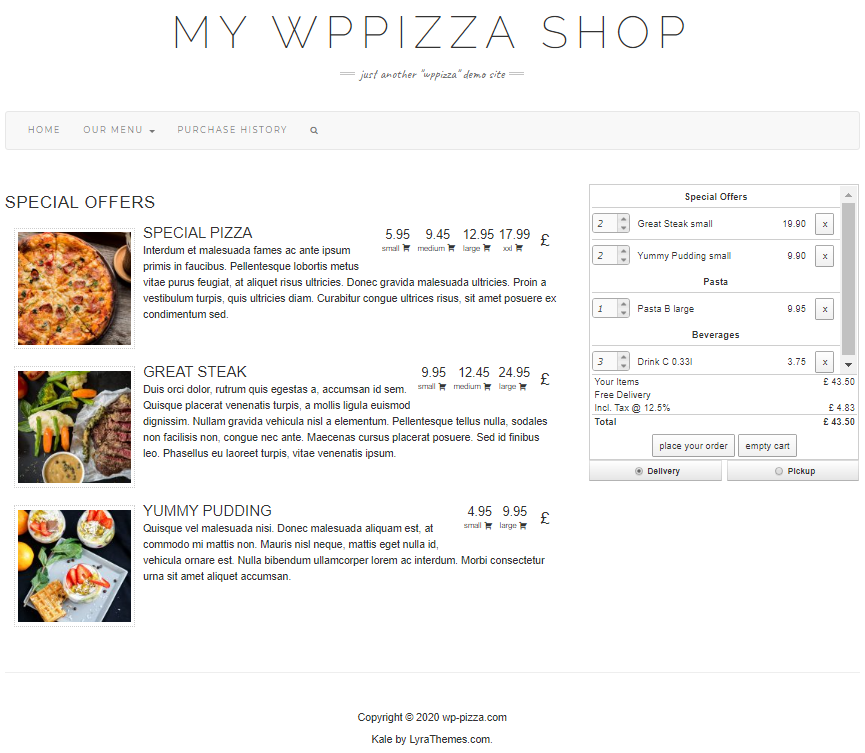 MY WPPIZZA SHOP
just another "wppizza" demo site
HOME OUR MENU PURCHASE HISTORY
SPECIAL OFFERS
SPECIAL PIZZA
5.95 9.45 12.95 17.99 £
small medium large xxl
Interdum et malesuada fames ac ante ipsum
primis in faucibus. Pellentesque lobortis metus
vitae purus feugiat, at aliquet risus ultricies. Donec gravida malesuada ultricies. Proin a
vestibulum turpis, quis ultricies diam. Curabitur congue ultrices risus, sit amet posuere ex
condimentum sed.
GREAT STEAK
9.95 12.45 24.95 £
small medium large
Duis orci dolor, rutrum quis egestas a, accumsan id sem.
Quisque placerat venenatis turpis, a mollis ligula euismod
dignissim. Nullam gravida vehicula nisl a elementum. Pellentesque tellus nulla, sodales
non facilisis non, congue nec ante. Maecenas cursus placerat posuere. Sed id finibus
leo. Phasellus eu laoreet turpis, vitae venenatis ipsum.
YUMMY PUDDING
4.95 9.95 £
small large
Quisque vel malesuada nisi. Donec malesuada aliquam est, at
commodo mi mattis non. Mauris nisl neque, mattis eget nulla id,
vehicula ornare est. Nulla bibendum ullamcorper lorem ac interdum. Morbi consectetur
urna sit amet aliquet accumsan.
Special Offers
2 Great Steak small 19.90 x
2 Yummy Pudding small 9.90 x
Pasta
1 Pasta B large 9.95 x
Beverages
3 Drink C 0.33l 3.75 x
Your Items £ 43.50
Free Delivery
Incl. Tax @ 12.5% £ 4.83
Total £ 43.50
place your order empty cart
Delivery Pickup
Copyright © 2020 wp-pizza.com
Kale by LyraThemes.com.